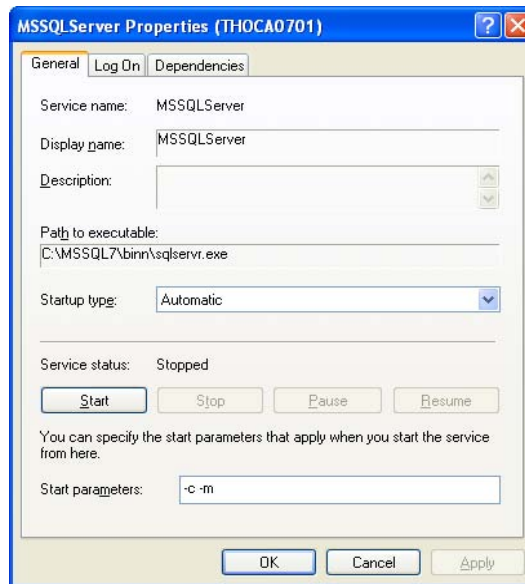 MSSQLServer Properties (THOCA0701)
General Log On Dependencies
Service name: MSSQLServer
Display name: MSSQLServer
Description:
Path to executable:
C:\MSSQL7\binn\sqlservr.exe
Startup type: Automatic
Service status: Stopped
Start Stop Pause Resume
You can specify the start parameters that apply when you start the service
from here.
Start parameters: -c -m
OK Cancel Apply